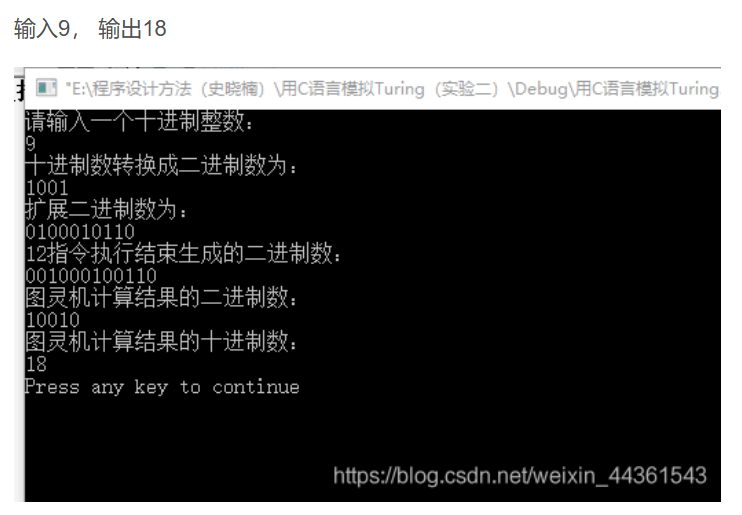 输入9， 输出18
"E:\程序设计方法（史晓楠）\用C语言模拟Turing（实验二）\Debug\用C语言模拟Turing
请输入一个十进制整数：
9
十进制数转换成二进制数为：
1001
扩展二进制数为：
0100010110
12指令执行结束生成的二进制数：
001000100110
图灵机计算结果的二进制数：
10010
图灵机计算结果的十进制数：
18
Press any key to continue
https://blog.csdn.net/weixin_44361543